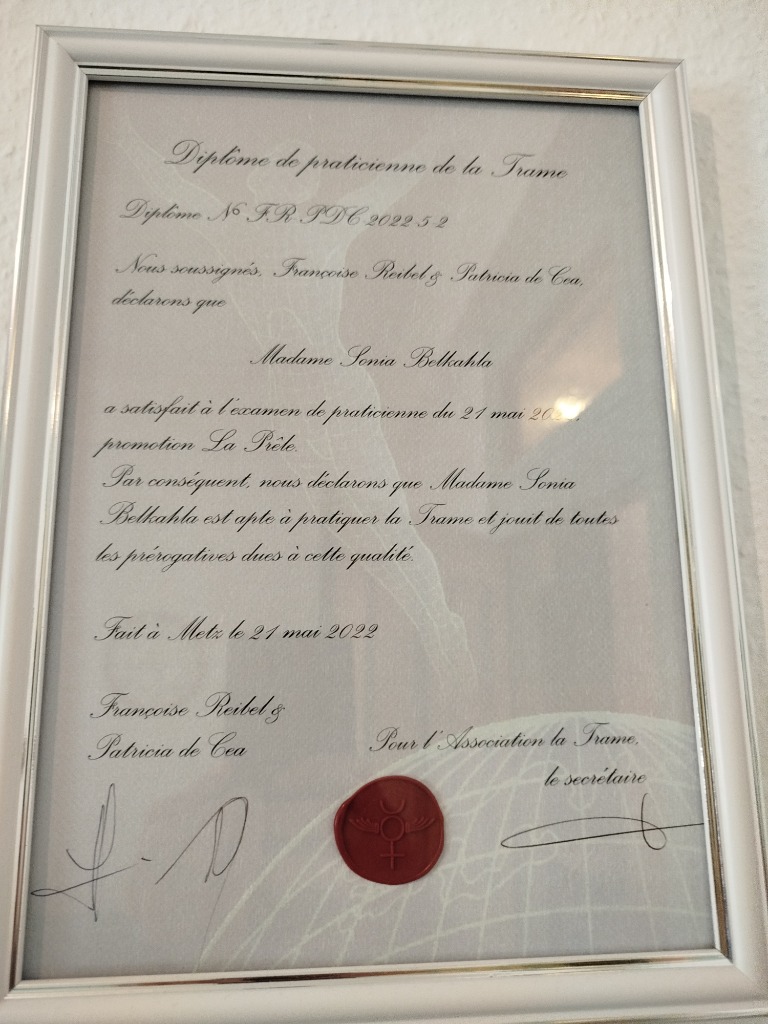 Diplôme de praticienne de la Trame
Diplôme N° FR-PDC 2022-5-2
Nous soussignés, Françoise Reibel & Patricia de Cea,
déclarons que
Madame Sonia Belkahla
a satisfait à l'examen de praticienne du 21 mai
promotion La Prêle.
Par conséquent, nous déclarons que Madame Sonia
Belkahla est apte à pratiquer la Trame et jouit de toutes
les prérogatives dues à cette qualité.
Fait à Metz le 21 mai 2022
Françoise Reibel &
Patricia de Cea
Pour l'Association la Trame,
le secrétaire